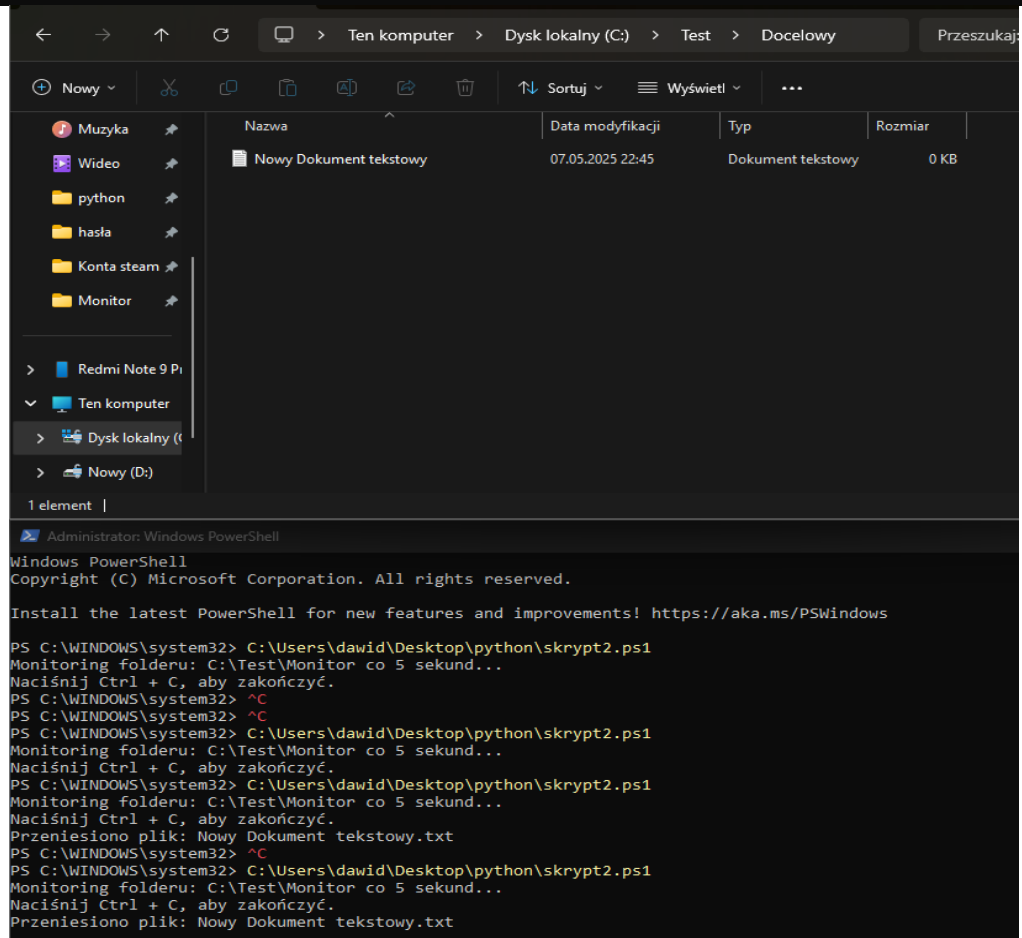 Ten komputer > Dysk lokalny (C:) > Test > Docelowy
Przeszukaj:
Nowy
Sortuj
Wyświetl
Muzyka
Wideo
python
hasła
Konta steam
Monitor
Redmi Note 9 Pr
Ten komputer
Dysk lokalny (C
Nowy (D:)
Nazwa Data modyfikacji Typ Rozmiar
Nowy Dokument tekstowy 07.05.2025 22:45 Dokument tekstowy 0 KB
1 element
Administrator: Windows PowerShell
Windows PowerShell
Copyright (C) Microsoft Corporation. All rights reserved.
Install the latest PowerShell for new features and improvements! https://aka.ms/PSWindows
PS C:\WINDOWS\system32> C:\Users\dawid\Desktop\python\skrypt2.ps1
Monitoring folderu: C:\Test\Monitor co 5 sekund...
Naciśnij Ctrl + C, aby zakończyć.
PS C:\WINDOWS\system32> ^C
PS C:\WINDOWS\system32> ^C
PS C:\WINDOWS\system32> C:\Users\dawid\Desktop\python\skrypt2.ps1
Monitoring folderu: C:\Test\Monitor co 5 sekund...
Naciśnij Ctrl + C, aby zakończyć.
PS C:\WINDOWS\system32> C:\Users\dawid\Desktop\python\skrypt2.ps1
Monitoring folderu: C:\Test\Monitor co 5 sekund...
Naciśnij Ctrl + C, aby zakończyć.
Przeniesiono plik: Nowy Dokument tekstowy.txt
PS C:\WINDOWS\system32> ^C
PS C:\WINDOWS\system32> C:\Users\dawid\Desktop\python\skrypt2.ps1
Monitoring folderu: C:\Test\Monitor co 5 sekund...
Naciśnij Ctrl + C, aby zakończyć.
Przeniesiono plik: Nowy Dokument tekstowy.txt